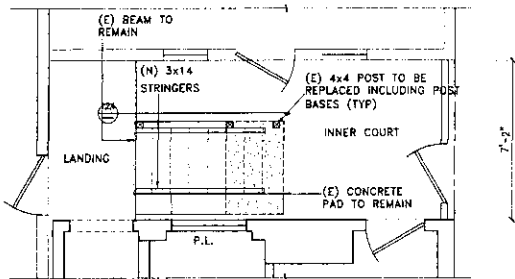 (E) BEAM TO
REMAIN
(N) 3x14
STRINGERS
(E) 4x4 POST TO BE
REPLACED INCLUDING POST
BASES (TYP)
LANDING
INNER COURT
7'-2"
(E) CONCRETE
PAD TO REMAIN
P.L.